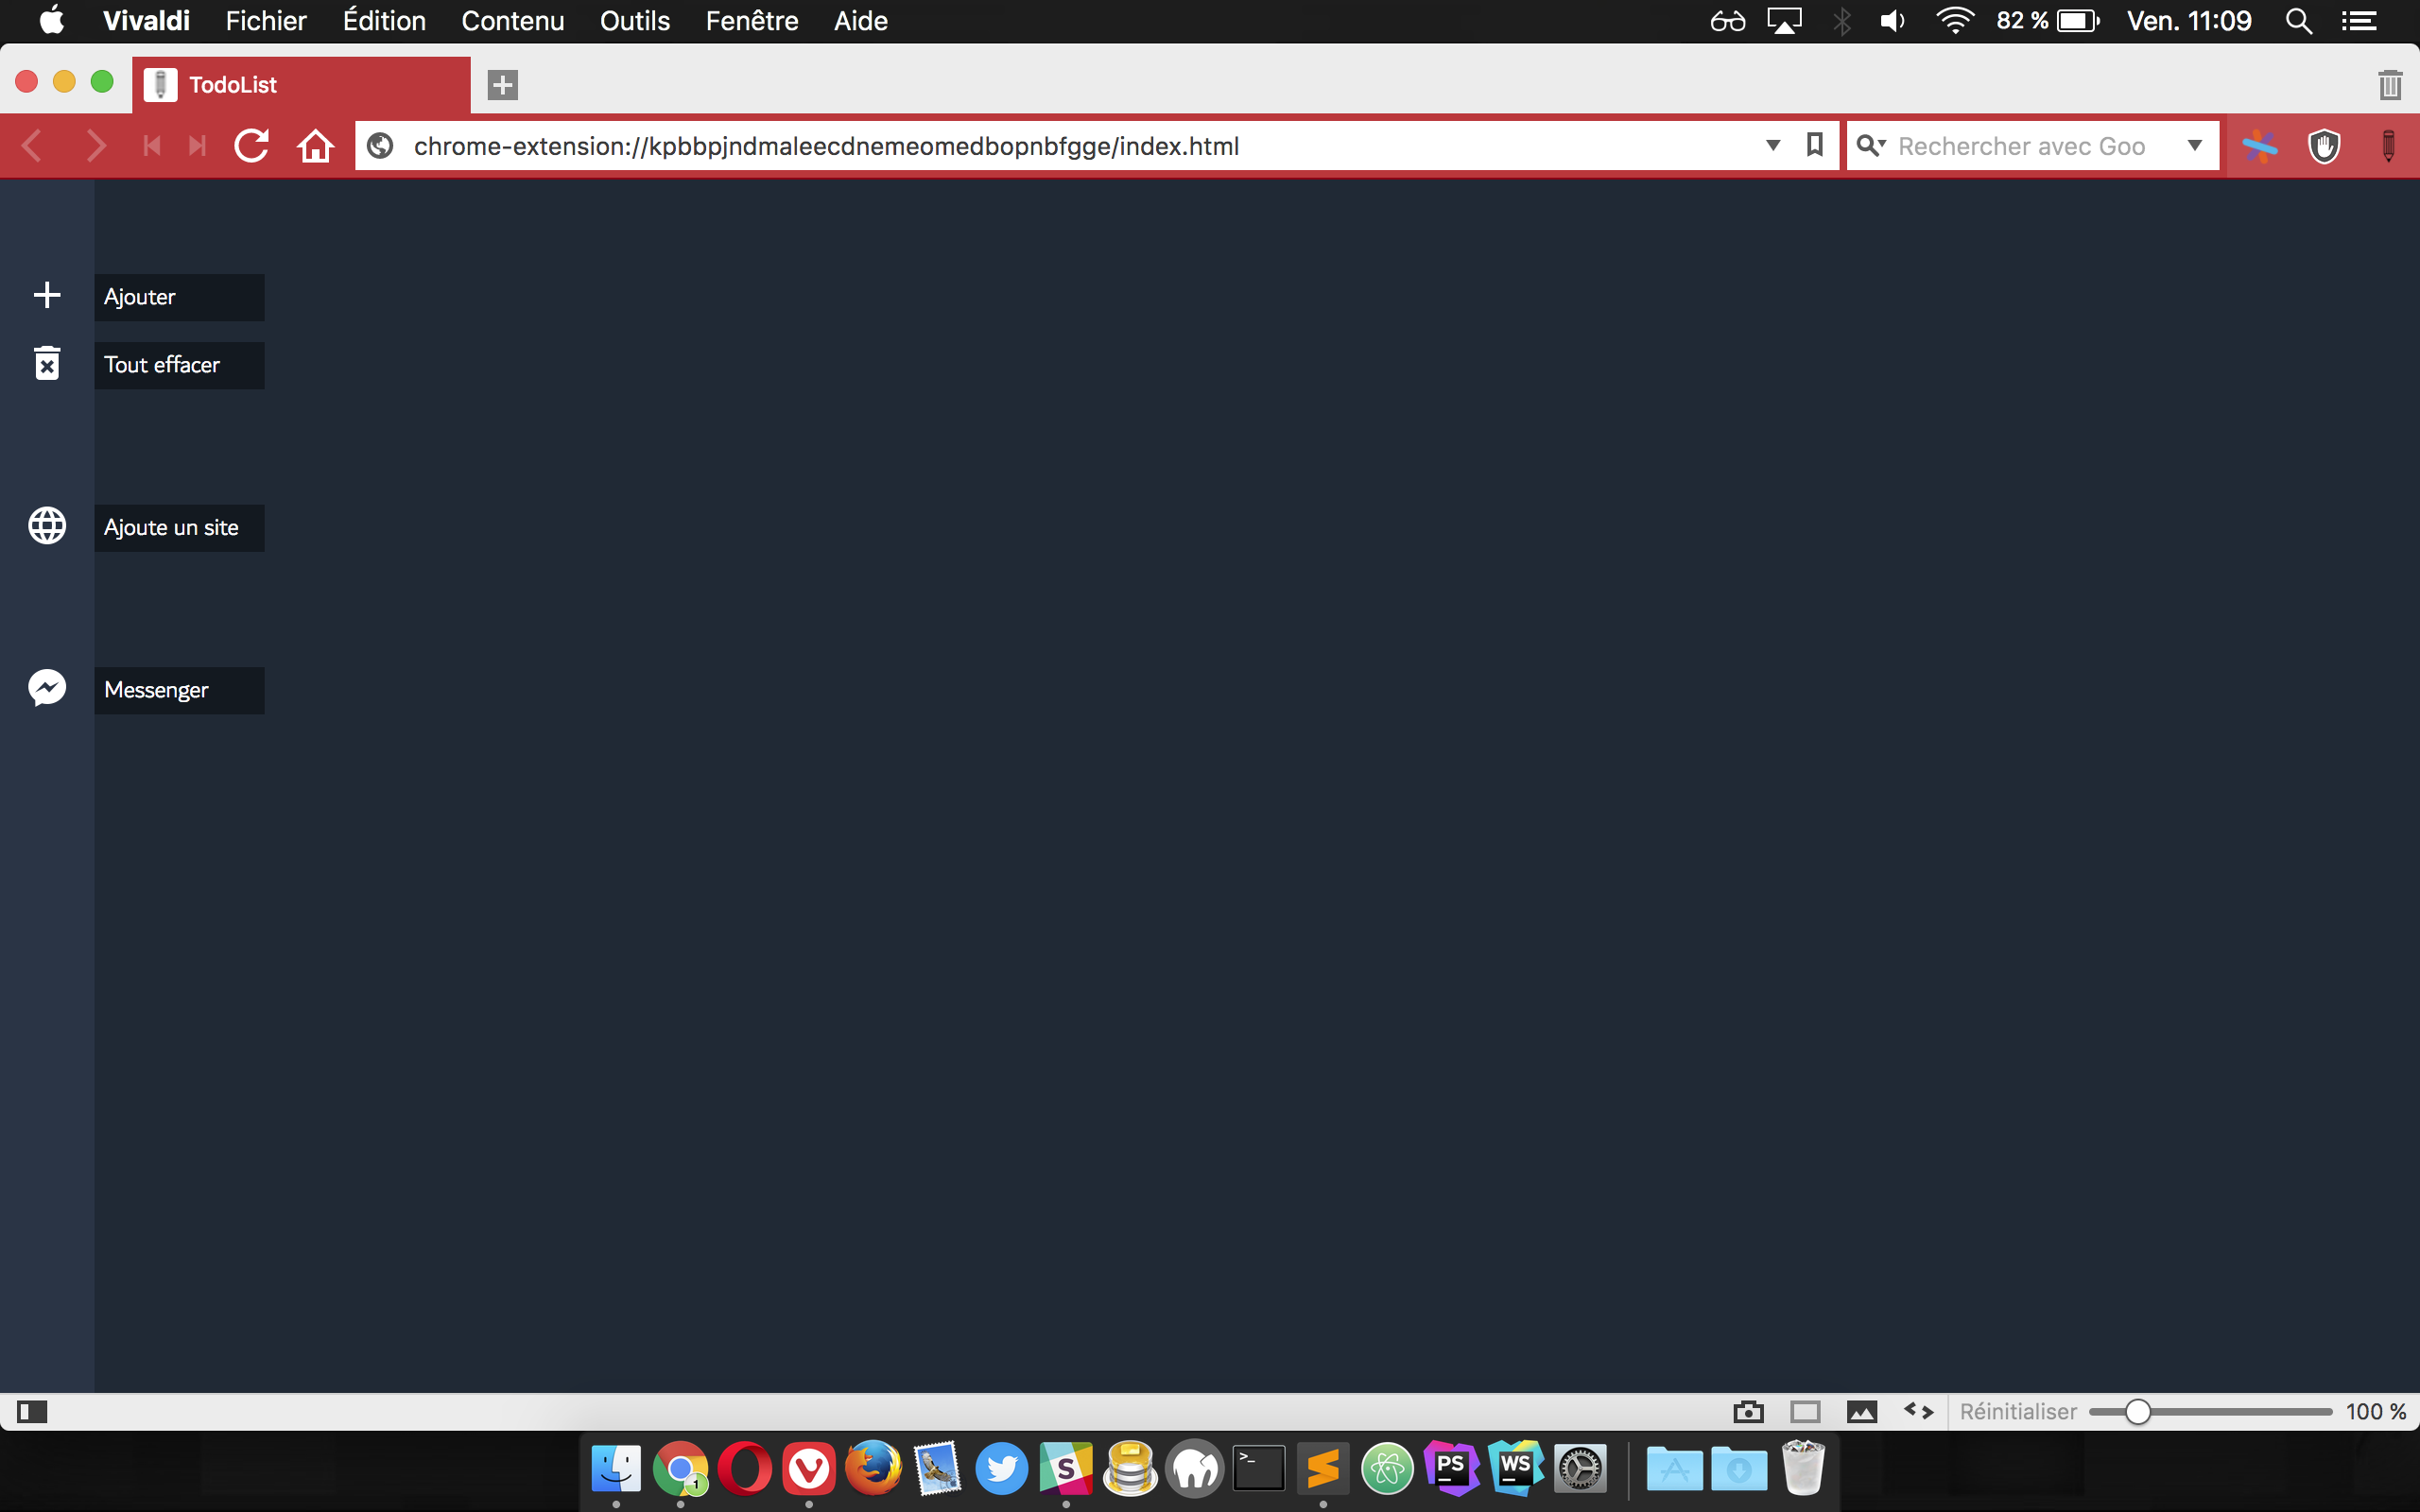 Vivaldi Fichier Édition Contenu Outils Fenêtre Aide 82 % Ven. 11:09
TodoList
chrome-extension://kpbbpjndmaleecdnemeomedbopnbfgge/index.html Rechercher avec Goo
Ajouter
Tout effacer
Ajoute un site
Messenger
Réinitialiser 100 %
1 S >_ PS WS